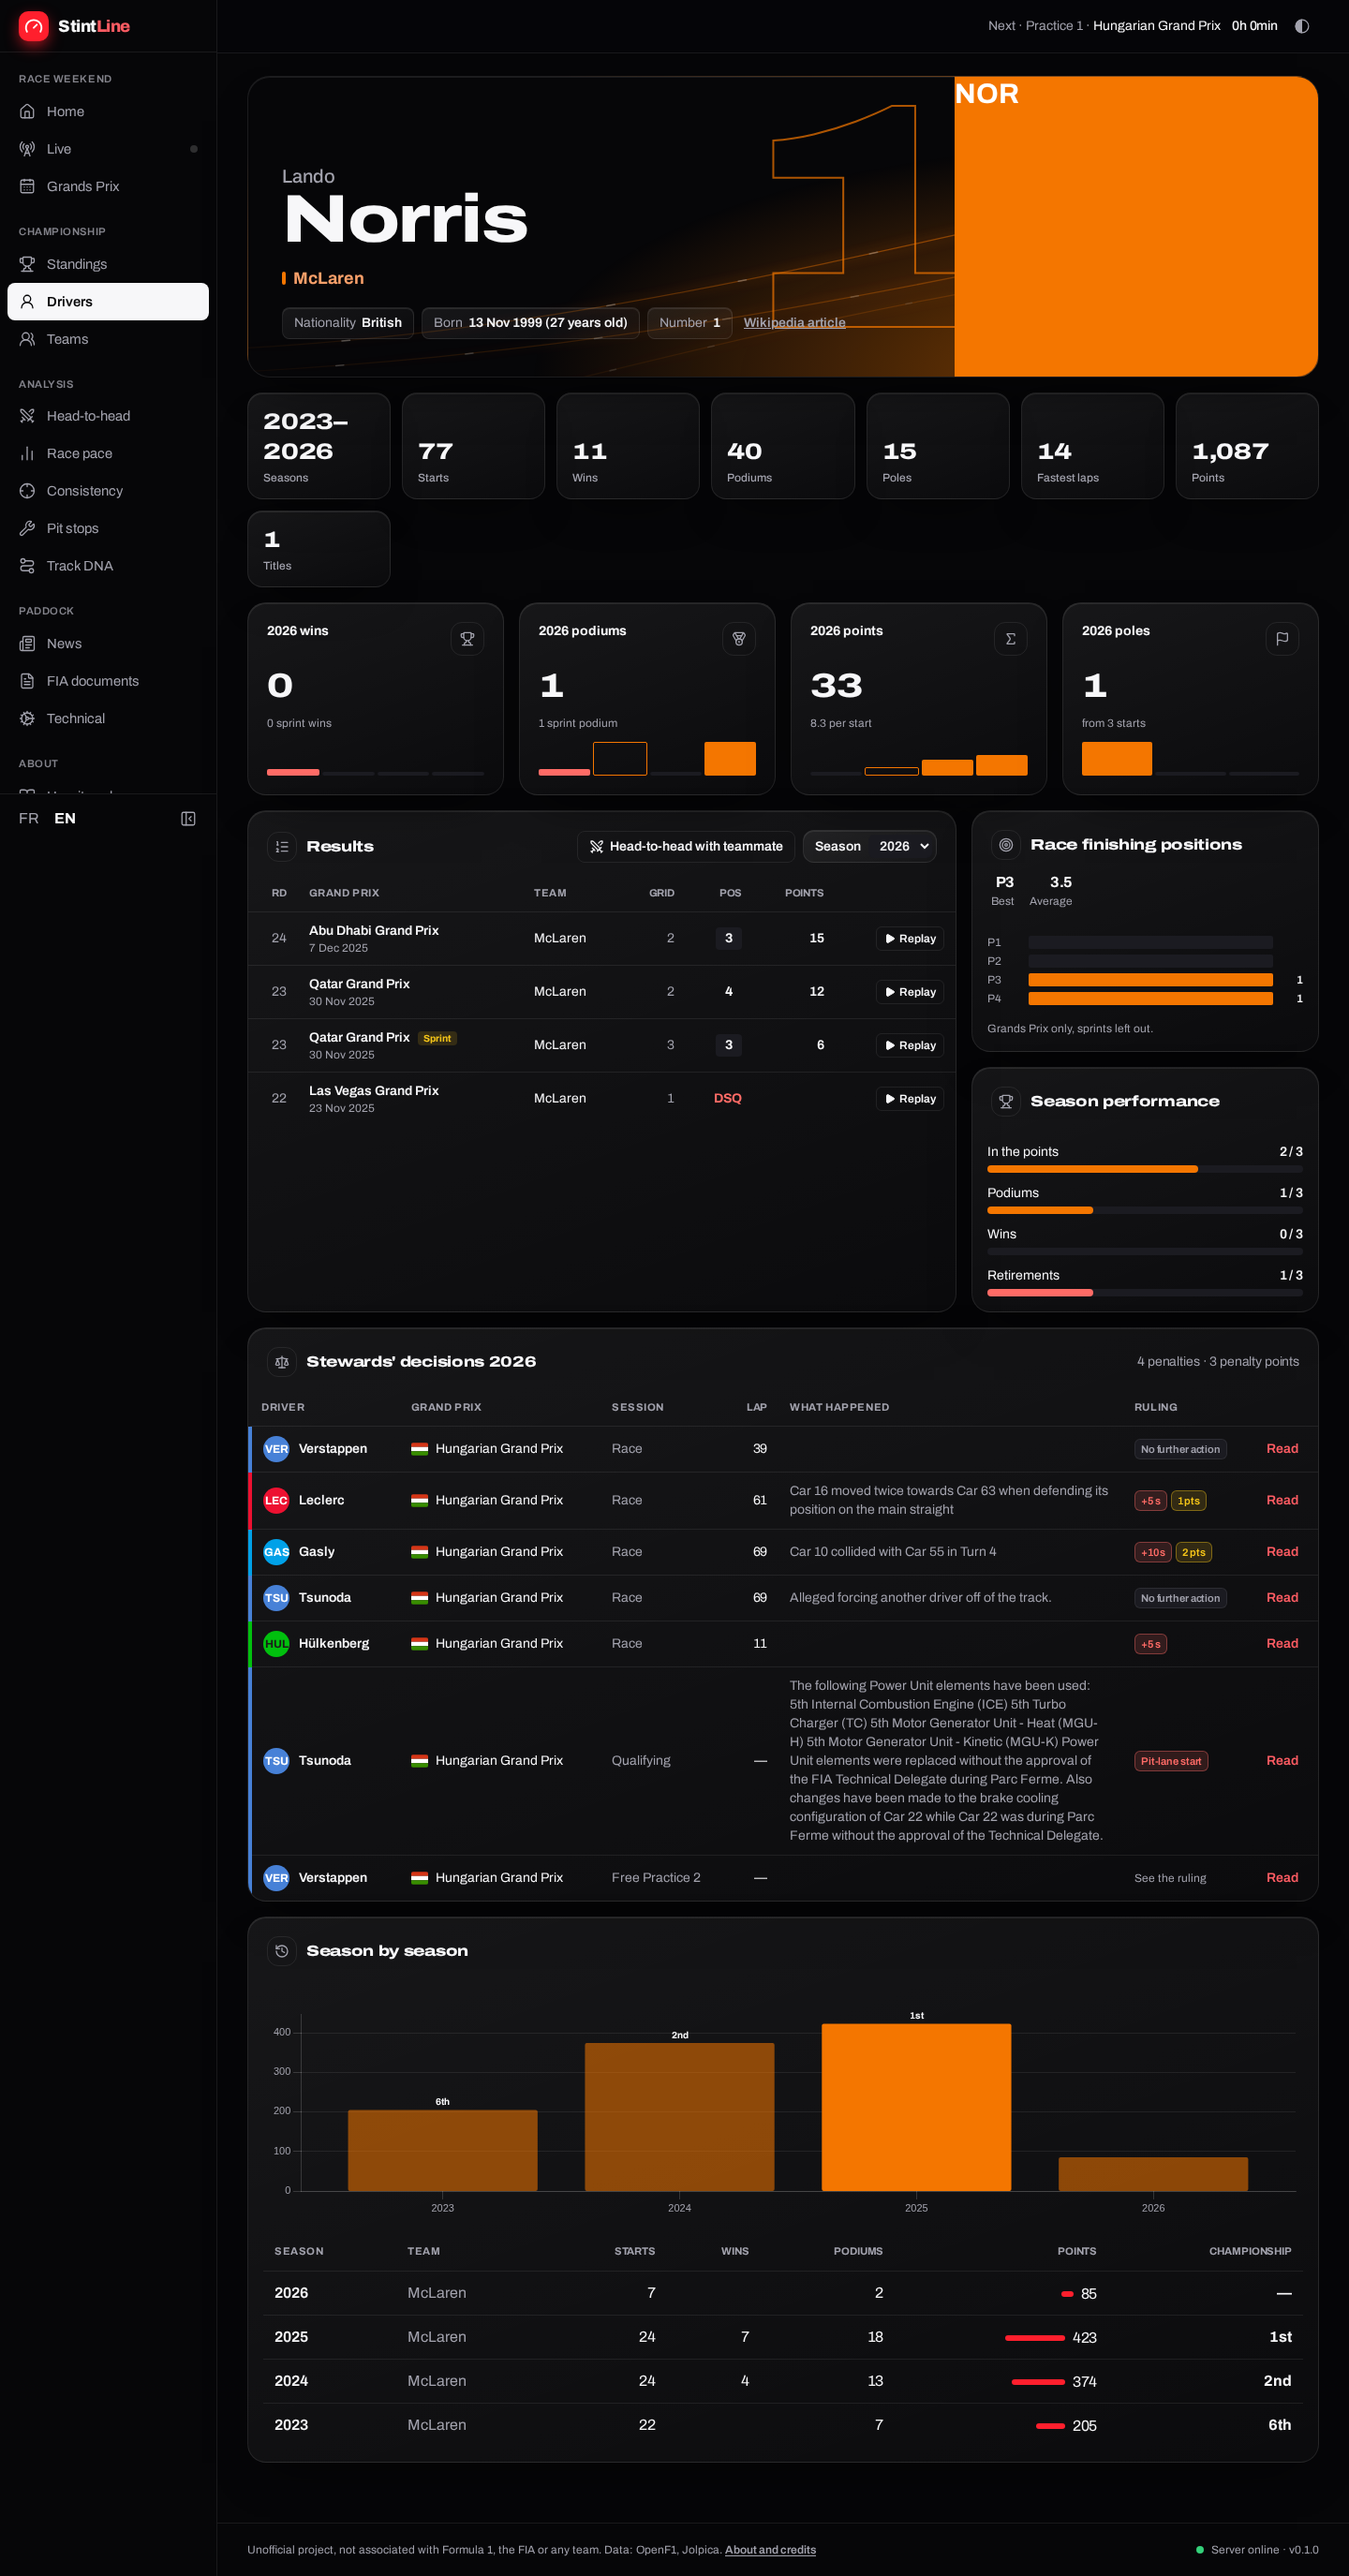 StintLine
Next · Practice 1 · Hungarian Grand Prix 0h 0min
RACE WEEKEND
Home
Live
Grands Prix
CHAMPIONSHIP
Standings
Drivers
Teams
ANALYSIS
Head-to-head
Race pace
Consistency
Pit stops
Track DNA
PADDOCK
News
FIA documents
Technical
ABOUT
FR EN
1
NOR
Lando
Norris
McLaren
Nationality British
Born 13 Nov 1999 (27 years old)
Number 1
Wikipedia article
2023–
2026
Seasons
77
Starts
11
Wins
40
Podiums
15
Poles
14
Fastest laps
1,087
Points
1
Titles
2026 wins
0
0 sprint wins
2026 podiums
1
1 sprint podium
2026 points
33
8.3 per start
2026 poles
1
from 3 starts
Results
Head-to-head with teammate
Season 2026
RD GRAND PRIX TEAM GRID POS POINTS
24 Abu Dhabi Grand Prix McLaren 2 3 15 Replay
7 Dec 2025
23 Qatar Grand Prix McLaren 2 4 12 Replay
30 Nov 2025
23 Qatar Grand Prix Sprint McLaren 3 3 6 Replay
30 Nov 2025
22 Las Vegas Grand Prix McLaren 1 DSQ Replay
23 Nov 2025
Race finishing positions
P3 3.5
Best Average
P1
P2
P3 1
P4 1
Grands Prix only, sprints left out.
Season performance
In the points 2 / 3
Podiums 1 / 3
Wins 0 / 3
Retirements 1 / 3
Stewards' decisions 2026
4 penalties · 3 penalty points
DRIVER GRAND PRIX SESSION LAP WHAT HAPPENED RULING
VER Verstappen Hungarian Grand Prix Race 39 No further action Read
LEC Leclerc Hungarian Grand Prix Race 61 Car 16 moved twice towards Car 63 when defending its
position on the main straight +5 s 1 pts Read
GAS Gasly Hungarian Grand Prix Race 69 Car 10 collided with Car 55 in Turn 4 +10 s 2 pts Read
TSU Tsunoda Hungarian Grand Prix Race 69 Alleged forcing another driver off of the track. No further action Read
HUL Hülkenberg Hungarian Grand Prix Race 11 +5 s Read
TSU Tsunoda Hungarian Grand Prix Qualifying — The following Power Unit elements have been used:
5th Internal Combustion Engine (ICE) 5th Turbo
Charger (TC) 5th Motor Generator Unit - Heat (MGU-
H) 5th Motor Generator Unit - Kinetic (MGU-K) Power
Unit elements were replaced without the approval of
the FIA Technical Delegate during Parc Ferme. Also
changes have been made to the brake cooling
configuration of Car 22 while Car 22 was during Parc
Ferme without the approval of the Technical Delegate.
Pit-lane start Read
VER Verstappen Hungarian Grand Prix Free Practice 2 — See the ruling Read
Season by season
400
300
200
100
0
6th
2nd
1st
2023 2024 2025 2026
SEASON TEAM STARTS WINS PODIUMS POINTS CHAMPIONSHIP
2026 McLaren 7 2 85 —
2025 McLaren 24 7 18 423 1st
2024 McLaren 24 4 13 374 2nd
2023 McLaren 22 7 205 6th
Unofficial project, not associated with Formula 1, the FIA or any team. Data: OpenF1, Jolpica. About and credits
Server online · v0.1.0